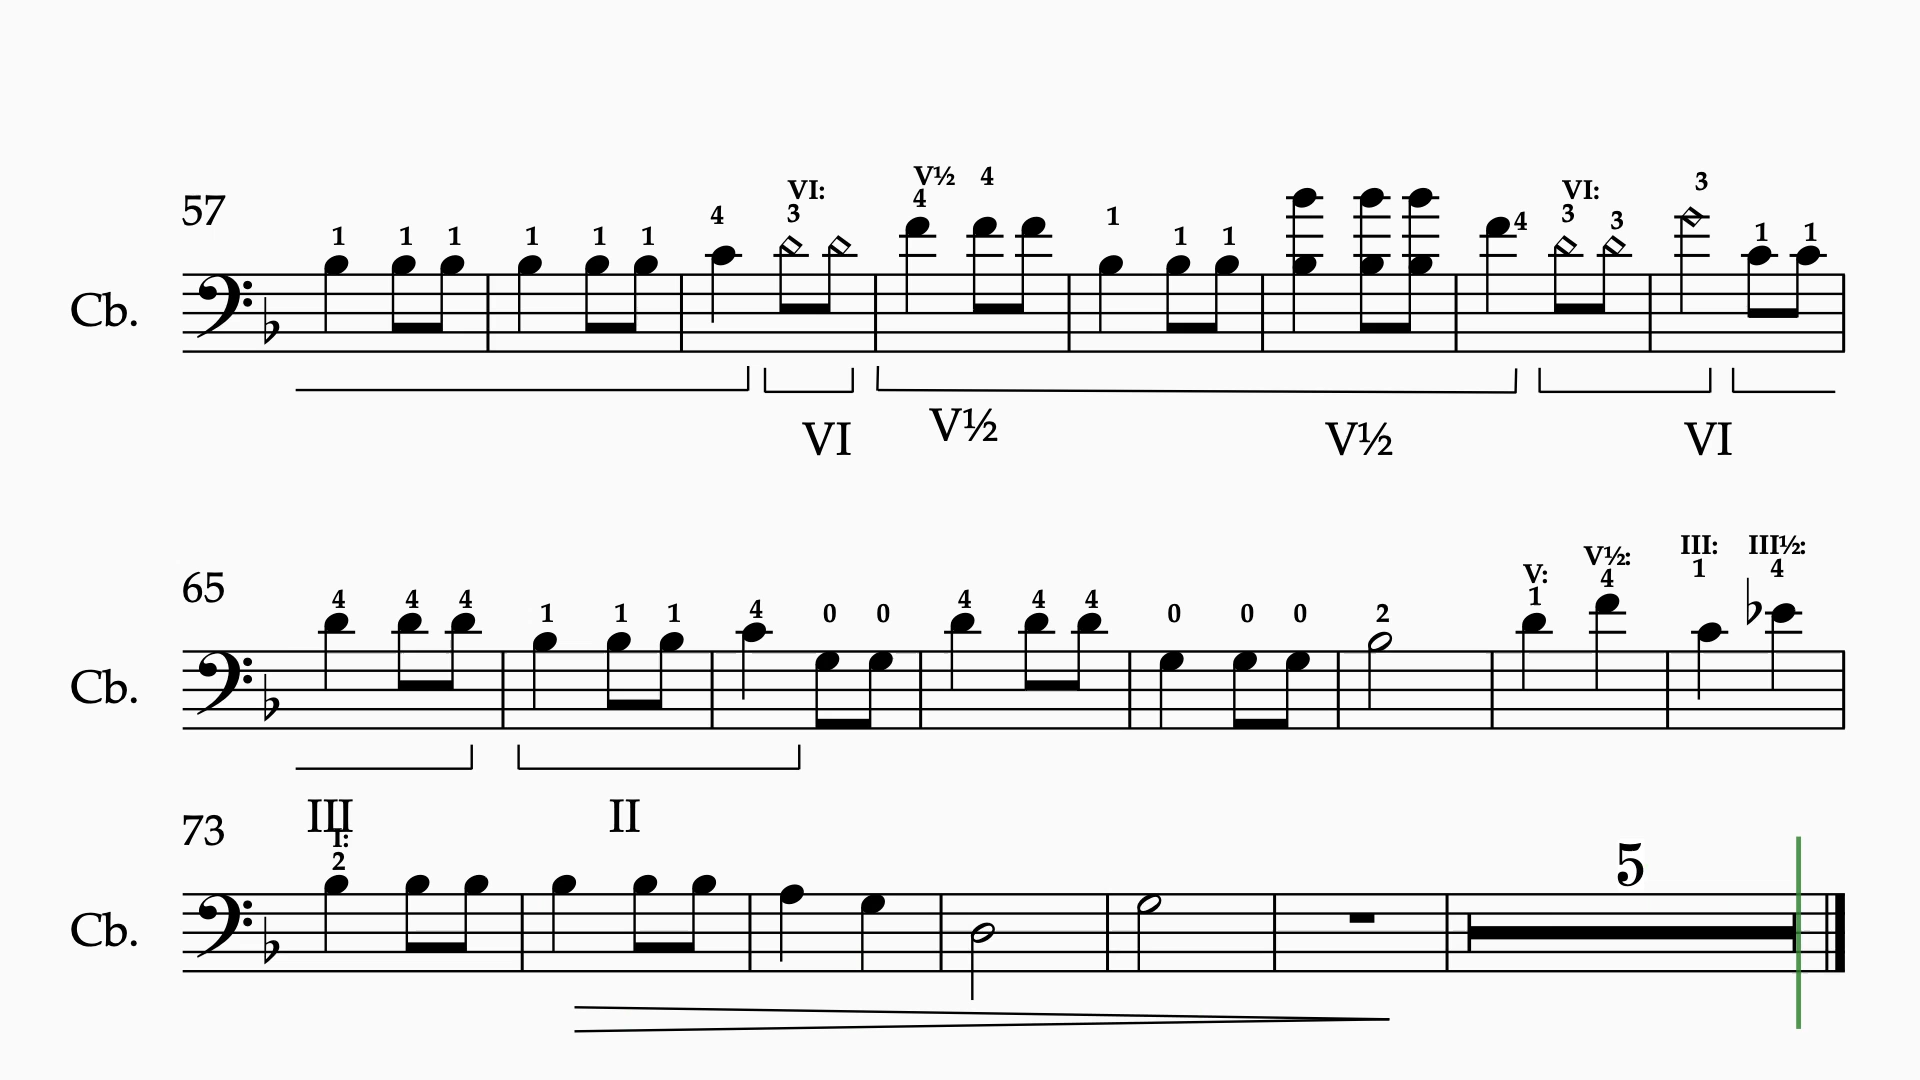 VI: V½ 4 3
57 1 1 1 1 1 1 4 3 4 1 1 1 4 3 3 1 1
Cb.
VI V½ V½ VI
V: V½: III: III½:
65 4 4 4 1 1 1 4 0 0 4 4 4 0 0 0 2 1 4 1 4
Cb.
III II
73 I: 5
2
Cb.